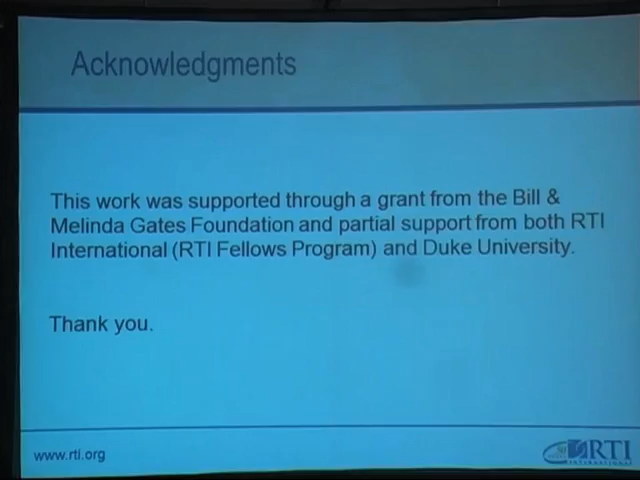 Acknowledgments
This work was supported through a grant from the Bill &
Melinda Gates Foundation and partial support from both RTI
International (RTI Fellows Program) and Duke University.
Thank you.
www.rti.org
RTI
INTERNATIONAL